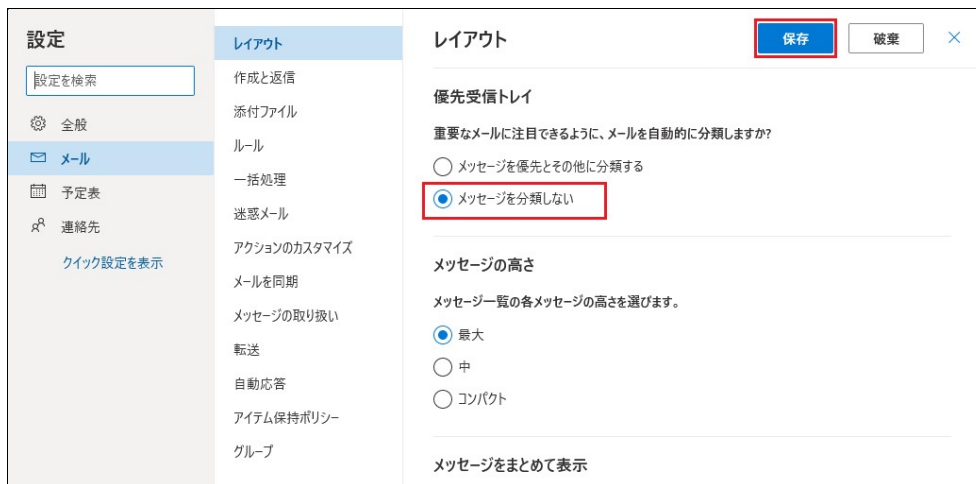 設定
設定を検索
全般
メール
予定表
連絡先
クイック設定を表示
レイアウト
作成と返信
添付ファイル
ルール
一括処理
迷惑メール
アクションのカスタマイズ
メールを同期
メッセージの取り扱い
転送
自動応答
アイテム保持ポリシー
グループ
レイアウト
保存
破棄
優先受信トレイ
重要なメールに注目できるように、メールを自動的に分類しますか?
メッセージを優先とその他に分類する
メッセージを分類しない
メッセージの高さ
メッセージ一覧の各メッセージの高さを選びます。
最大
中
コンパクト
メッセージをまとめて表示